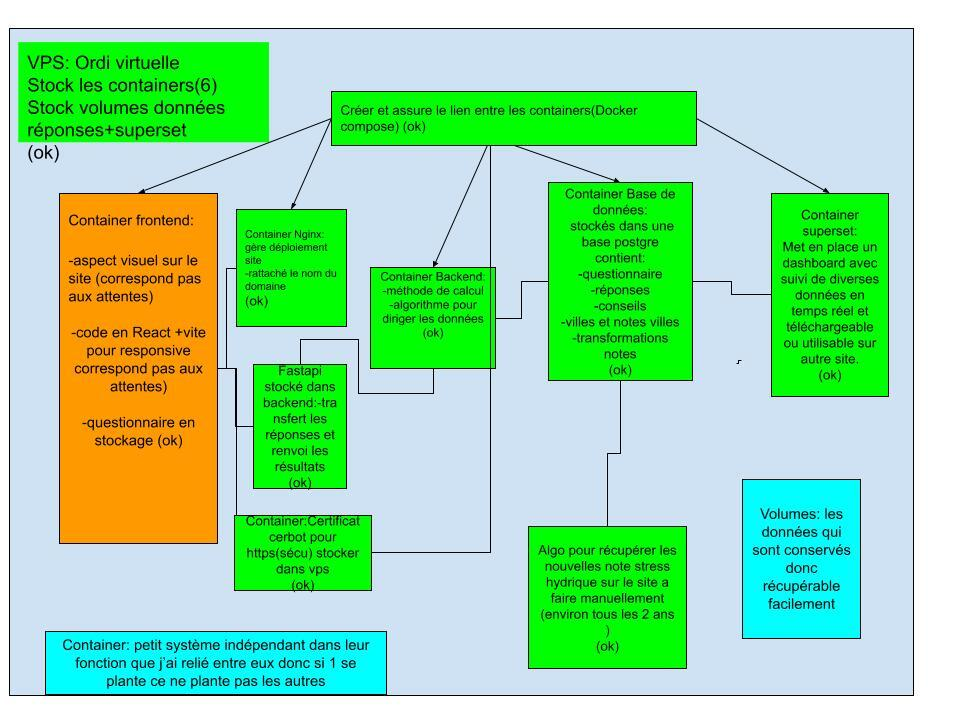 VPS: Ordi virtuelle
Stock les containers(6)
Stock volumes données
réponses+superset
(ok)
Créer et assure le lien entre les containers(Docker
compose) (ok)
Container frontend:
-aspect visuel sur le
site (correspond pas
aux attentes)
-code en React +vite
pour responsive
correspond pas aux
attentes)
-questionnaire en
stockage (ok)
Container Nginx:
gère déploiement
site
-rattaché le nom du
domaine
(ok)
Container Backend:
-méthode de calcul
-algorithme pour
diriger les données
(ok)
Container Base de
données:
stockés dans une
base postgre
contient:
-questionnaire
-réponses
-conseils
-villes et notes villes
-transformations
notes
(ok)
Container
superset:
Met en place un
dashboard avec
suivi de diverses
données en
temps réel et
téléchargeable
ou utilisable sur
autre site.
(ok)
Fastapi
stocké dans
backend:-tra
nsfert les
réponses et
renvoi les
résultats
(ok)
Container:Certificat
cerbot pour
https(sécu) stocker
dans vps
(ok)
Algo pour récupérer les
nouvelles note stress
hydrique sur le site a
faire manuellement
(environ tous les 2 ans
)
(ok)
Volumes: les
données qui
sont conservés
donc
récupérable
facilement
Container: petit système indépendant dans leur
fonction que j'ai relié entre eux donc si 1 se
plante ce ne plante pas les autres